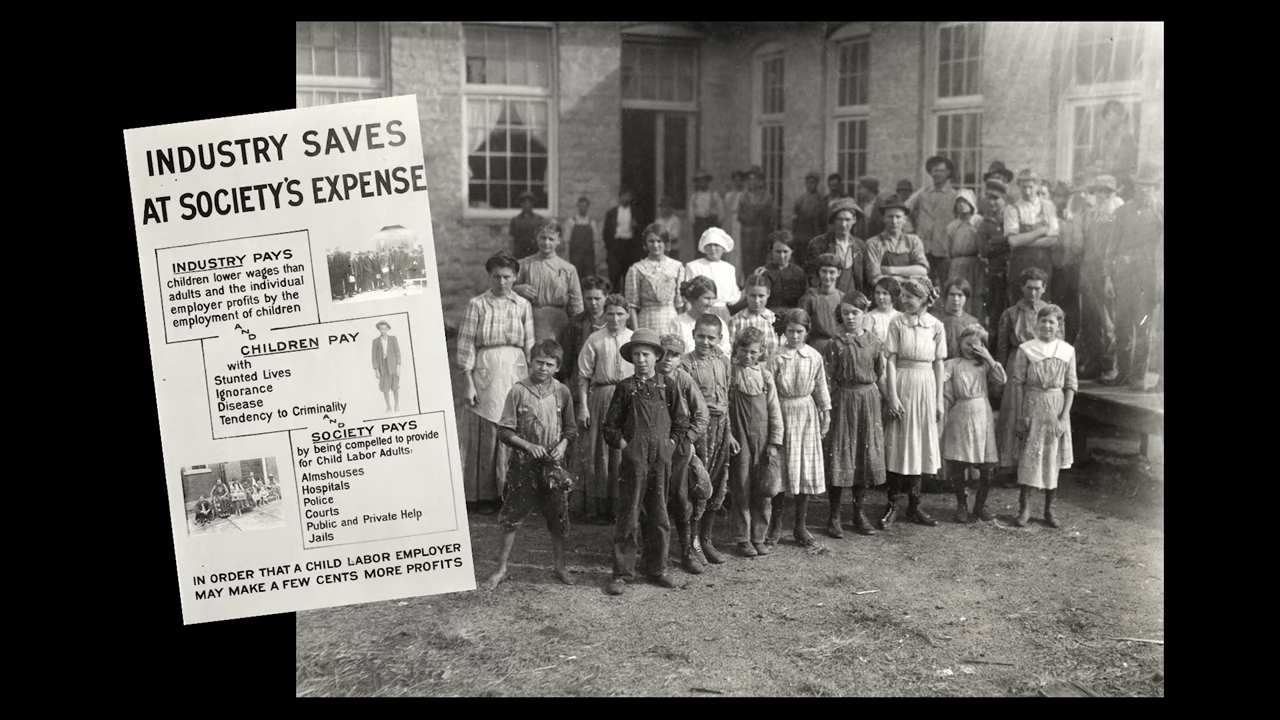 INDUSTRY SAVES
AT SOCIETY'S EXPENSE
INDUSTRY PAYS
children lower wages than
adults and the individual
employer profits by the
employment of children
AND
CHILDREN PAY
with
Stunted Lives
Ignorance
Disease
Tendency to Criminality
AND
SOCIETY PAYS
by being compelled to provide
for Child Labor Adults:
Almshouses
Hospitals
Police
Courts
Public and Private Help
Jails
IN ORDER THAT A CHILD LABOR EMPLOYER
MAY MAKE A FEW CENTS MORE PROFITS